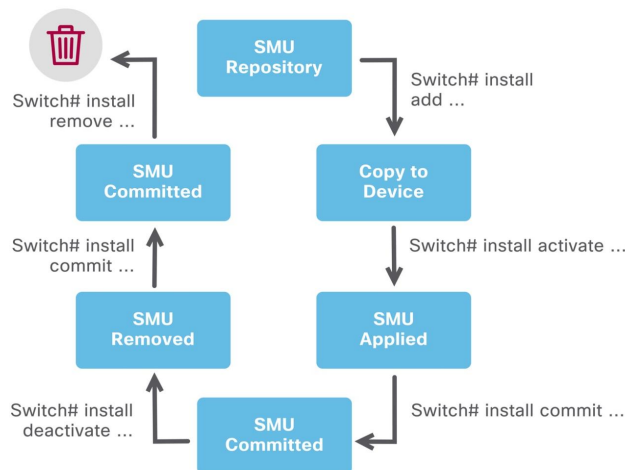 SMU
Repository
Switch# install
add ...
Copy to
Device
Switch# install activate ...
SMU
Applied
Switch# install commit ...
SMU
Committed
Switch# install
deactivate ...
SMU
Removed
Switch# install
commit ...
SMU
Committed
Switch# install
remove ...